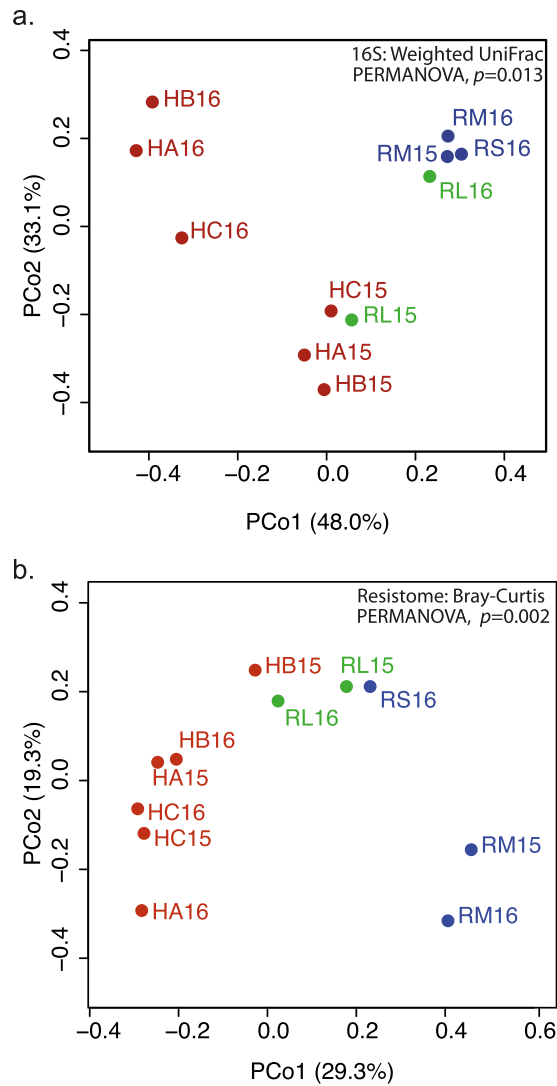 a.
16S: Weighted UniFrac
PERMANOVA, p=0.013
0.4
0.2
0.0
−0.2
−0.4
PCo2 (33.1%)
HB16
HA16
HC16
RM16
RM15
RS16
RL16
HC15
RL15
HA15
HB15
−0.4
−0.2
0.0
0.2
0.4
PCo1 (48.0%)
b.
Resistome: Bray-Curtis
PERMANOVA, p=0.002
0.4
0.2
0.0
−0.2
−0.4
PCo2 (19.3%)
HB15
RL15
RL16
RS16
HB16
HA15
HC16
HC15
HA16
RM15
RM16
−0.4
−0.2
0.0
0.2
0.4
0.6
PCo1 (29.3%)